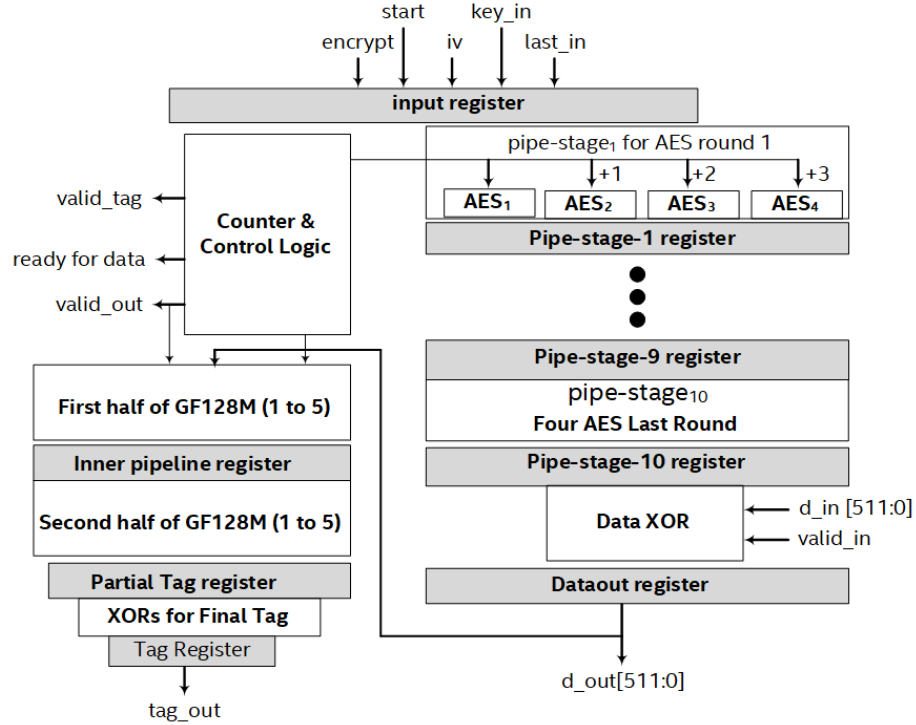 start
key_in
encrypt
iv
last_in
input register
pipe-stage₁ for AES round 1
+1
+2
+3
AES₁
AES₂
AES₃
AES₄
Pipe-stage-1 register
valid_tag
Counter &
Control Logic
ready for data
valid_out
Pipe-stage-9 register
pipe-stage₁₀
Four AES Last Round
Pipe-stage-10 register
First half of GF128M (1 to 5)
Inner pipeline register
Second half of GF128M (1 to 5)
Data XOR
d_in [511:0]
valid_in
Partial Tag register
XORs for Final Tag
Tag Register
tag_out
Dataout register
d_out[511:0]